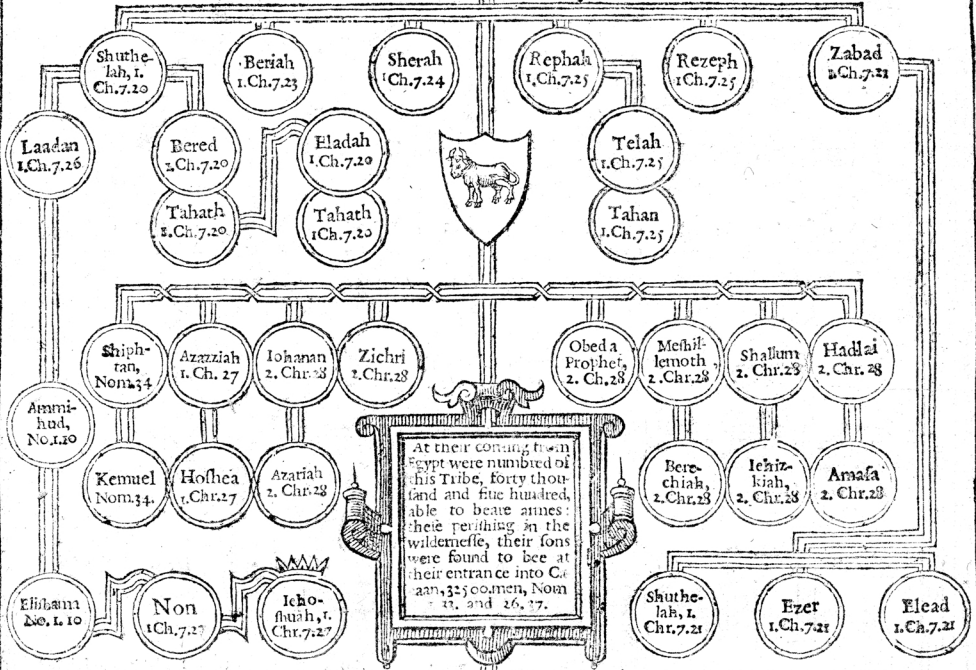 Shuthe-
lah, 1.
Ch.7.20
Beriah
1.Ch.7.23
Sherah
1Ch.7.24
Rephah
1.Ch.7.25
Rezeph
1Ch.7.25
Zabad
1.Ch.7.21
Laadan
1.Ch.7.26
Bered
1.Ch.7.20
Eladah
1.Ch.7.20
Telah
1.Ch.7.25
Tahath
1.Ch.7.20
Tahath
1Ch.7.20
Tahan
1.Ch.7.25
Shiph-
tan,
Nom.34
Azazziah
1. Ch. 27
Iohanan
2. Chr.28
Zichri
2.Chr.28
Obed a
Prophet,
2. Ch.28
Meshil-
lemoth,
2.Chr.28
Shallum
2. Chr.28
Hadlai
2. Chr.28
Ammi-
hud,
No.1.10
Kemuel
Nom.34.
Hoshea
1.Chr.27
Azariah
2. Chr.28
Bere-
chiah,
2.Chr.28
Iehiz-
kiah,
2.Chr.28
Amasa
2. Chr.28
At their coming from
Egypt were numbred of
this Tribe, forty thou-
sand and fiue hundred,
able to beare armes:
these perishing in the
wildernesse, their sons
were found to bee at
their entrance into Ca-
aan, 32500.men, Nom
and 26.37.
Elishama
No. 1. 10
Non
1Ch.7.27
Ieho-
shuah, 1.
Chr.7.27
Shuthe-
lah, 1.
Chr.7.21
Ezer
1.Ch.7.21
Elead
1.Ch.7.21